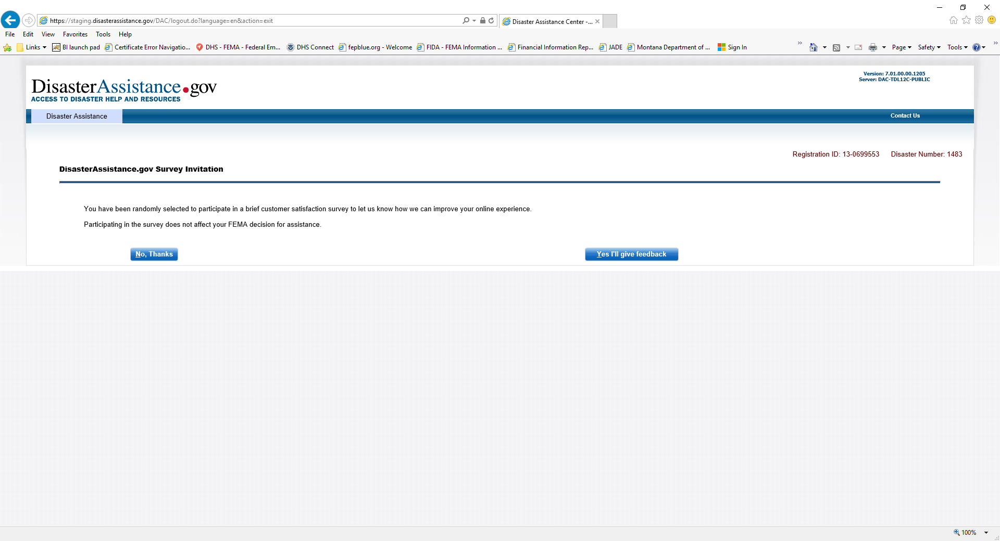 https://staging.disasterassistance.gov/DAC/logout.do?language=en&action=exit
Disaster Assistance Center -...
File Edit View Favorites Tools Help
Links BI launch pad Certificate Error Navigatio... DHS - FEMA - Federal Em... DHS Connect fepblue.org - Welcome FIDA - FEMA Information ... Financial Information Rep... JADE Montana Department of ... Sign In Page Safety Tools
Version: 7.01.00.00.1205
Server: DAC-TDL12C-PUBLIC
DisasterAssistance.gov
ACCESS TO DISASTER HELP AND RESOURCES
Disaster Assistance Contact Us
Registration ID: 13-0699553 Disaster Number: 1483
DisasterAssistance.gov Survey Invitation
You have been randomly selected to participate in a brief customer satisfaction survey to let us know how we can improve your online experience.
Participating in the survey does not affect your FEMA decision for assistance.
No, Thanks Yes I'll give feedback
100%